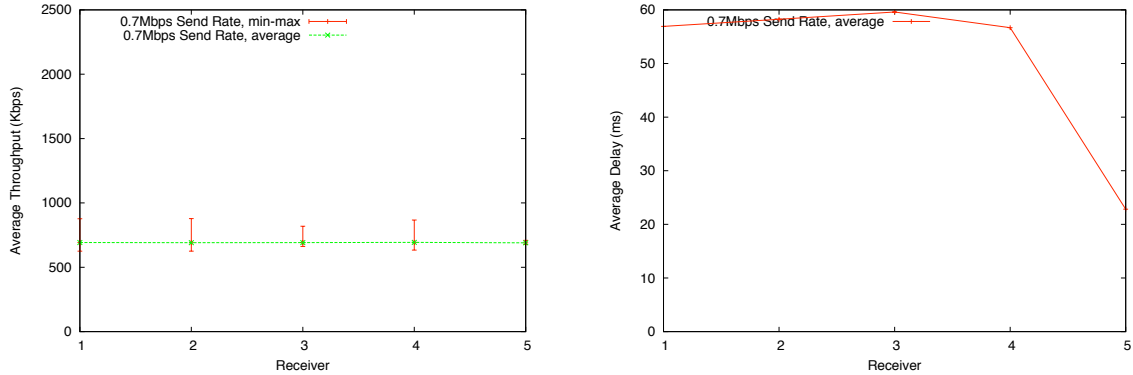 2500
2000
1500
1000
500
0
Average Throughput (Kbps)
0.7Mbps Send Rate, min-max
0.7Mbps Send Rate, average
1 2 3 4 5
Receiver
60
50
40
30
20
10
0
Average Delay (ms)
0.7Mbps Send Rate, average
1 2 3 4 5
Receiver